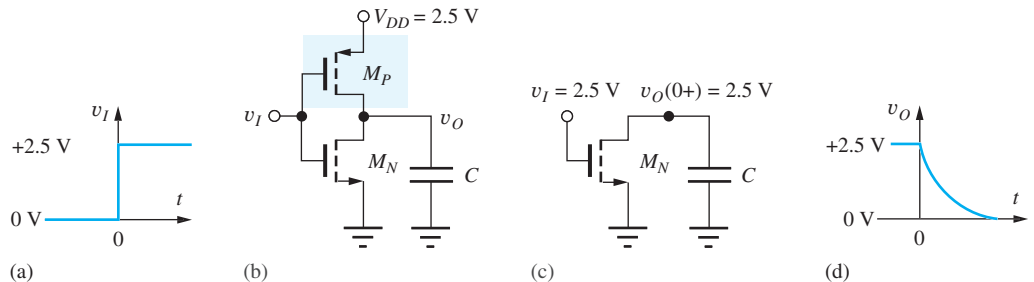 v_I
+2.5 V
0 V
0
t
(a)
V_DD = 2.5 V
M_P
v_I
v_O
M_N
C
(b)
v_I = 2.5 V
v_O(0+) = 2.5 V
M_N
C
(c)
v_O
+2.5 V
0 V
0
t
(d)